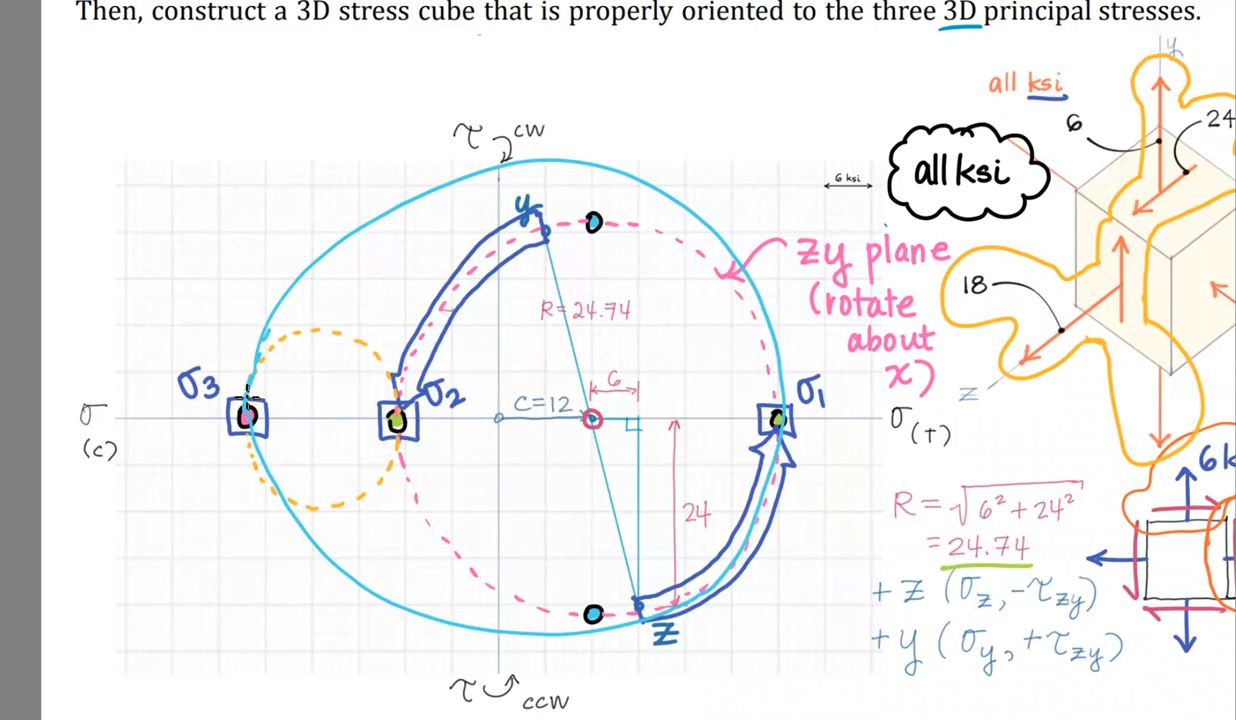 Then, construct a 3D stress cube that is properly oriented to the three 3D principal stresses.
y
all ksi
6
24
τ cw
6 ksi
all ksi
y
zy plane
(rotate
about
x)
18
R=24.74
z
σ3
σ2
6
σ1
C=12
σ
(c)
σ(T)
6k
24
R = √6²+24²
= 24.74
+ z (σz, -τzy)
z
+ y (σy, +τzy)
τ ccw